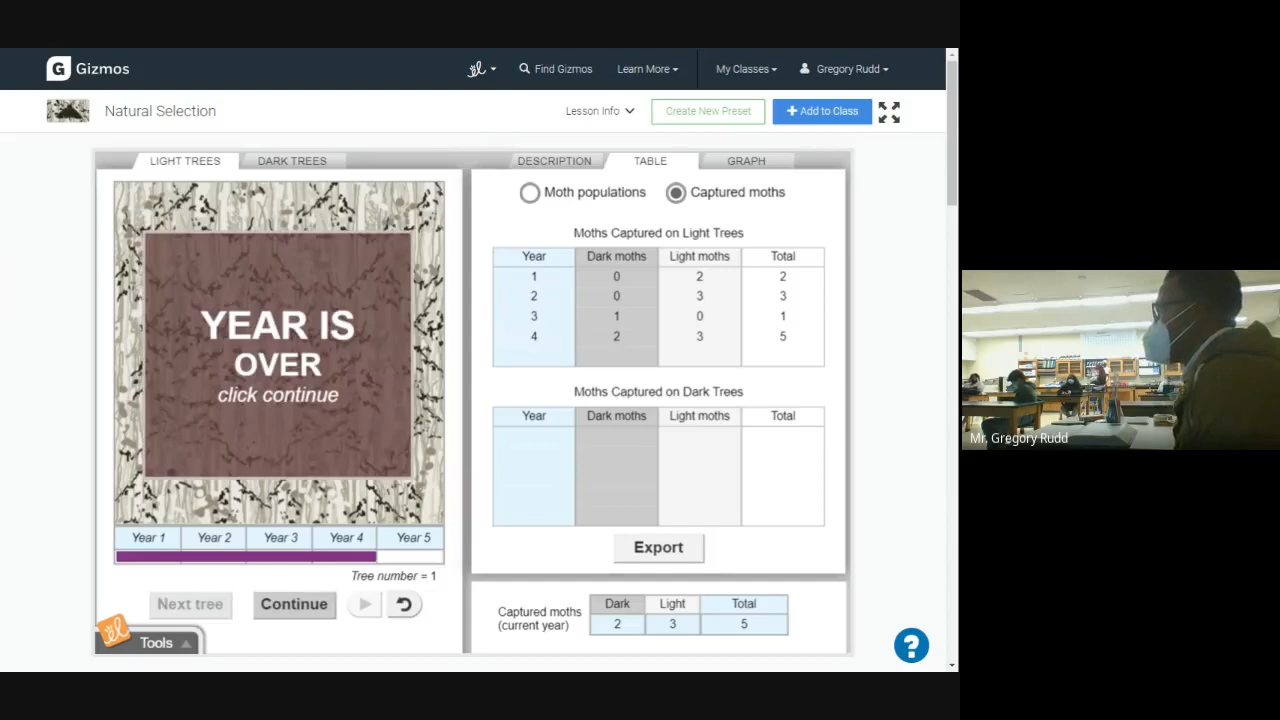 G Gizmos
Find Gizmos
Learn More
My Classes
Gregory Rudd
Natural Selection
Lesson Info
Create New Preset
+ Add to Class
LIGHT TREES
DARK TREES
DESCRIPTION
TABLE
GRAPH
YEAR IS
OVER
click continue
Year 1 Year 2 Year 3 Year 4 Year 5
Tree number = 1
Next tree
Continue
Tools
Moth populations
Captured moths
Moths Captured on Light Trees
Year Dark moths Light moths Total
1 0 2 2
2 0 3 3
3 1 0 1
4 2 3 5
Moths Captured on Dark Trees
Year Dark moths Light moths Total
Export
Captured moths
(current year)
Dark Light Total
2 3 5
?
Mr. Gregory Rudd